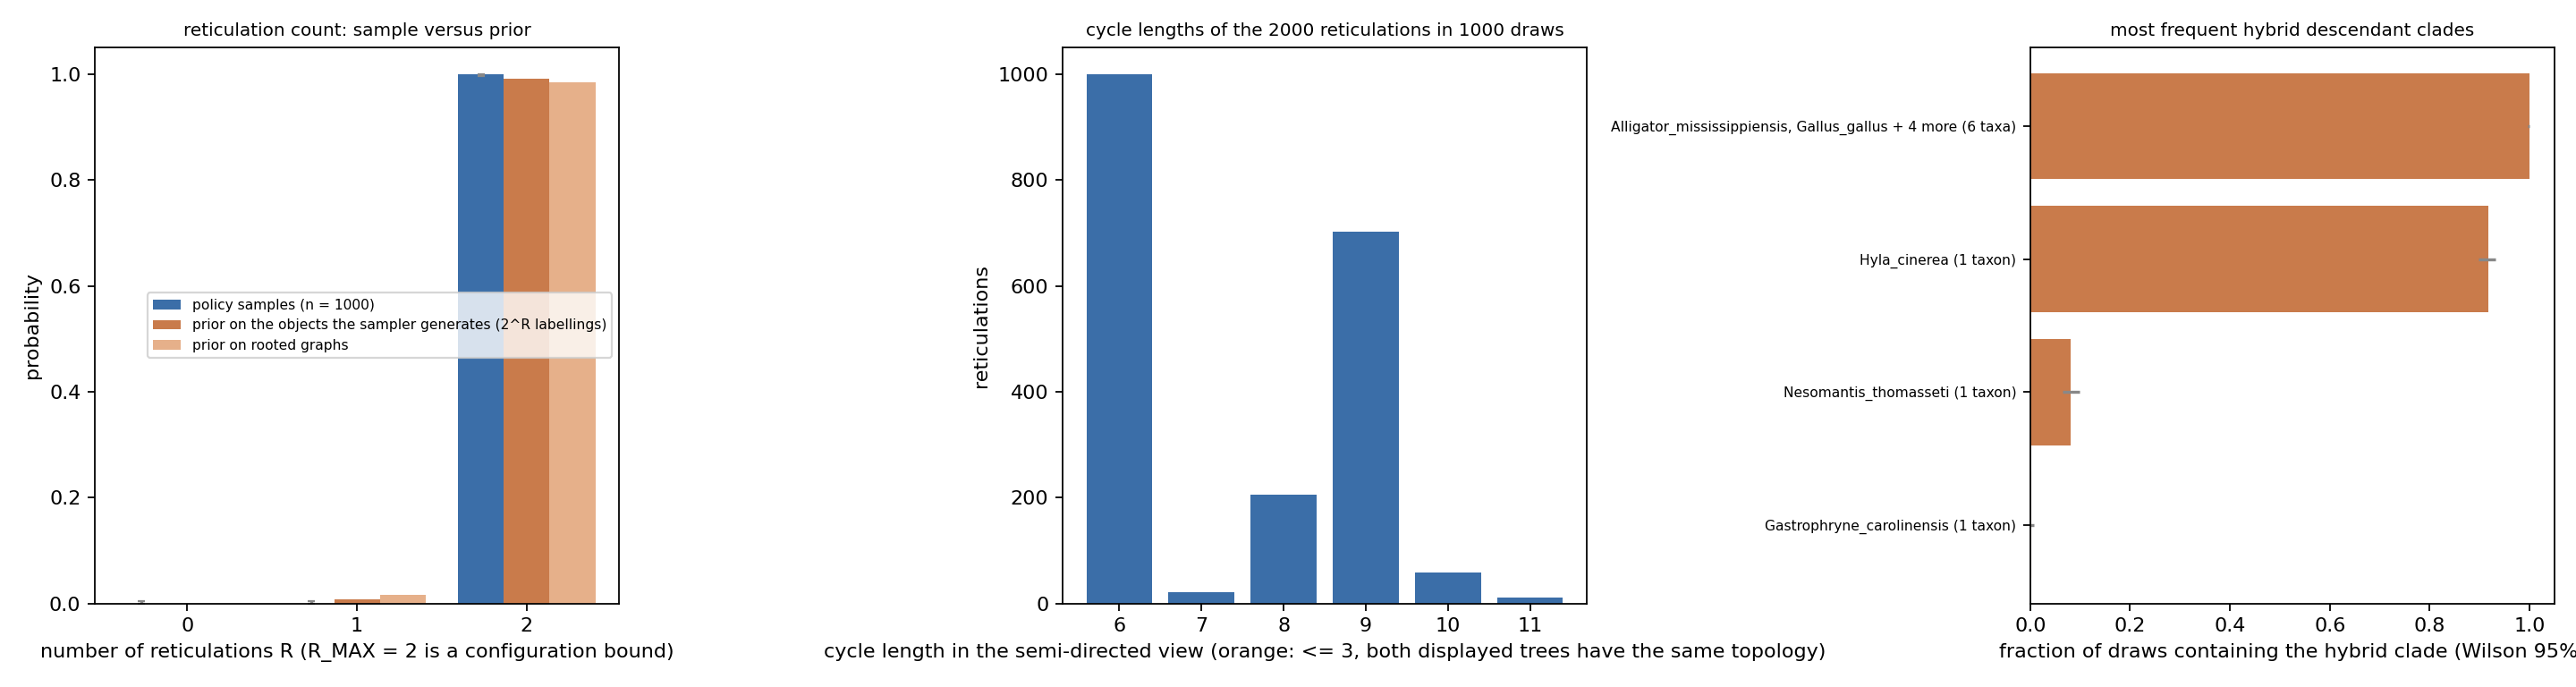 reticulation count: sample versus prior
probability
1.0
0.8
0.6
0.4
0.2
0.0
policy samples (n = 1000)
prior on the objects the sampler generates (2^R labellings)
prior on rooted graphs
0 1 2
number of reticulations R (R_MAX = 2 is a configuration bound)
cycle lengths of the 2000 reticulations in 1000 draws
reticulations
1000
800
600
400
200
0
6 7 8 9 10 11
cycle length in the semi-directed view (orange: <= 3, both displayed trees have the same topology)
most frequent hybrid descendant clades
Alligator_mississippiensis, Gallus_gallus + 4 more (6 taxa)
Hyla_cinerea (1 taxon)
Nesomantis_thomasseti (1 taxon)
Gastrophryne_carolinensis (1 taxon)
0.0 0.2 0.4 0.6 0.8 1.0
fraction of draws containing the hybrid clade (Wilson 95%